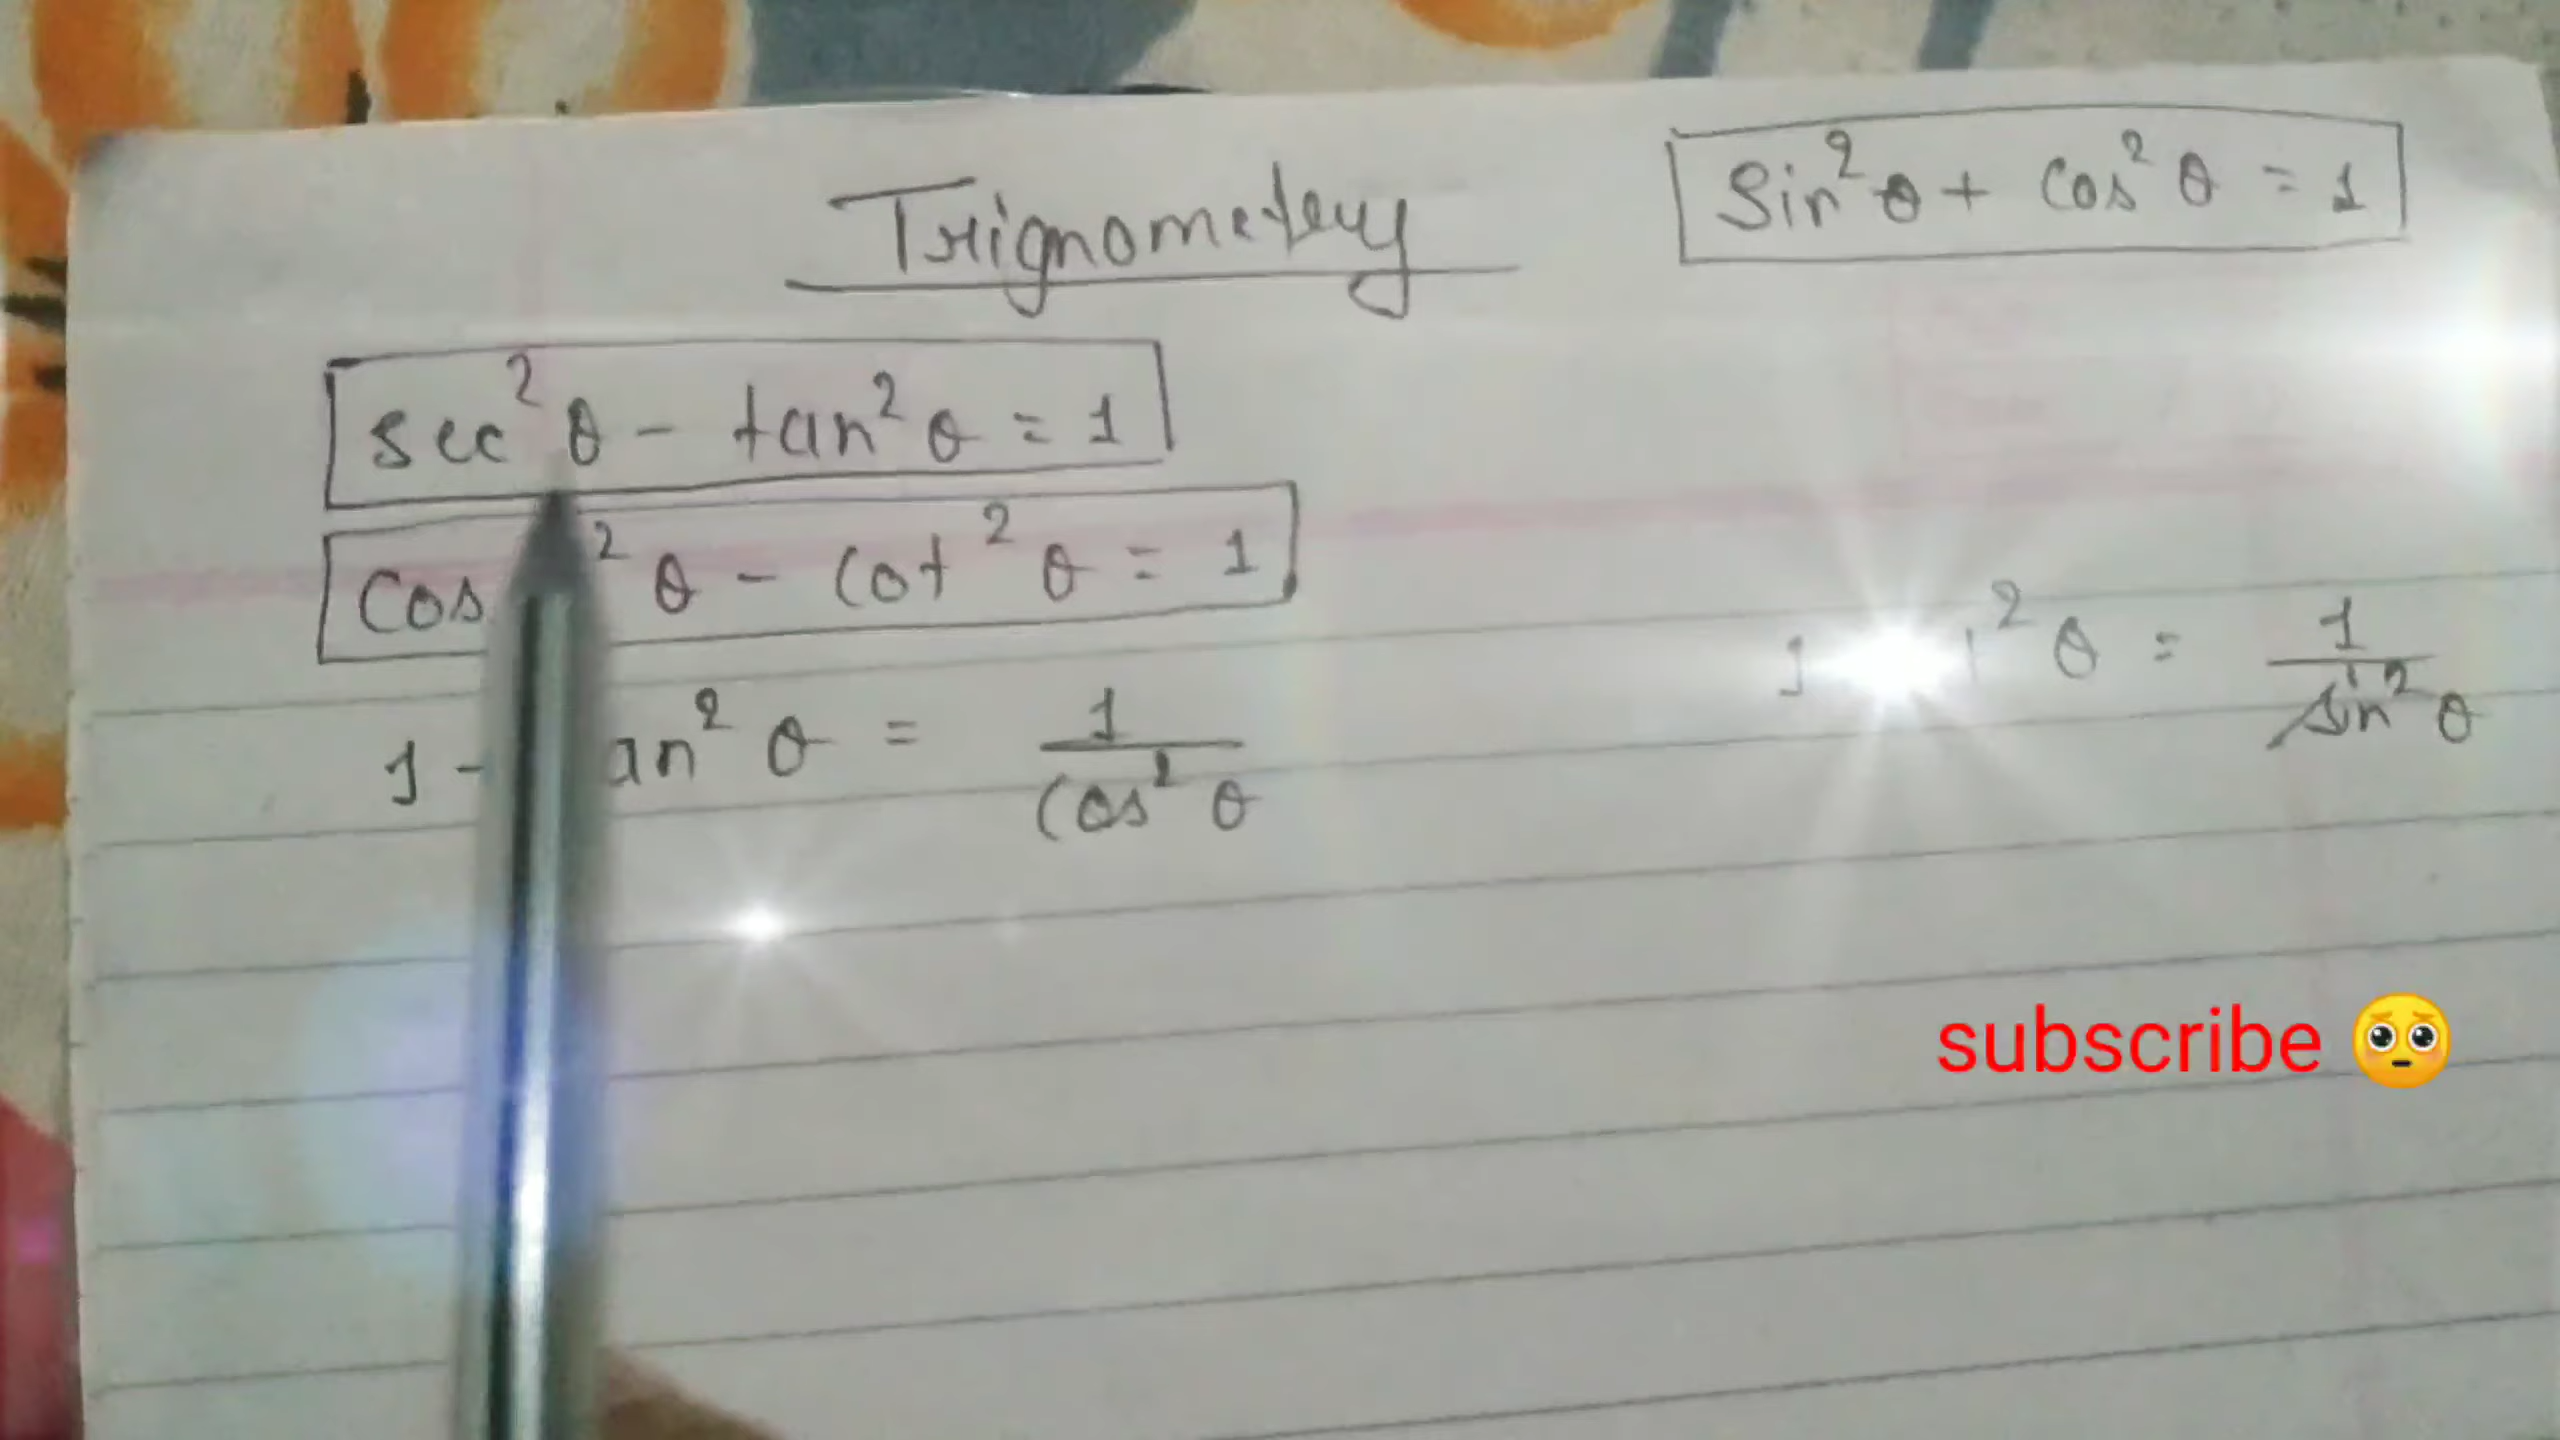 Trignometry
Sin²θ + Cos²θ = 1
sec²θ - tan²θ = 1
Cos ²θ - Cot²θ = 1
1 - an²θ = 1/Cos²θ
1 ²θ = 1/sin²θ
subscribe 🥺